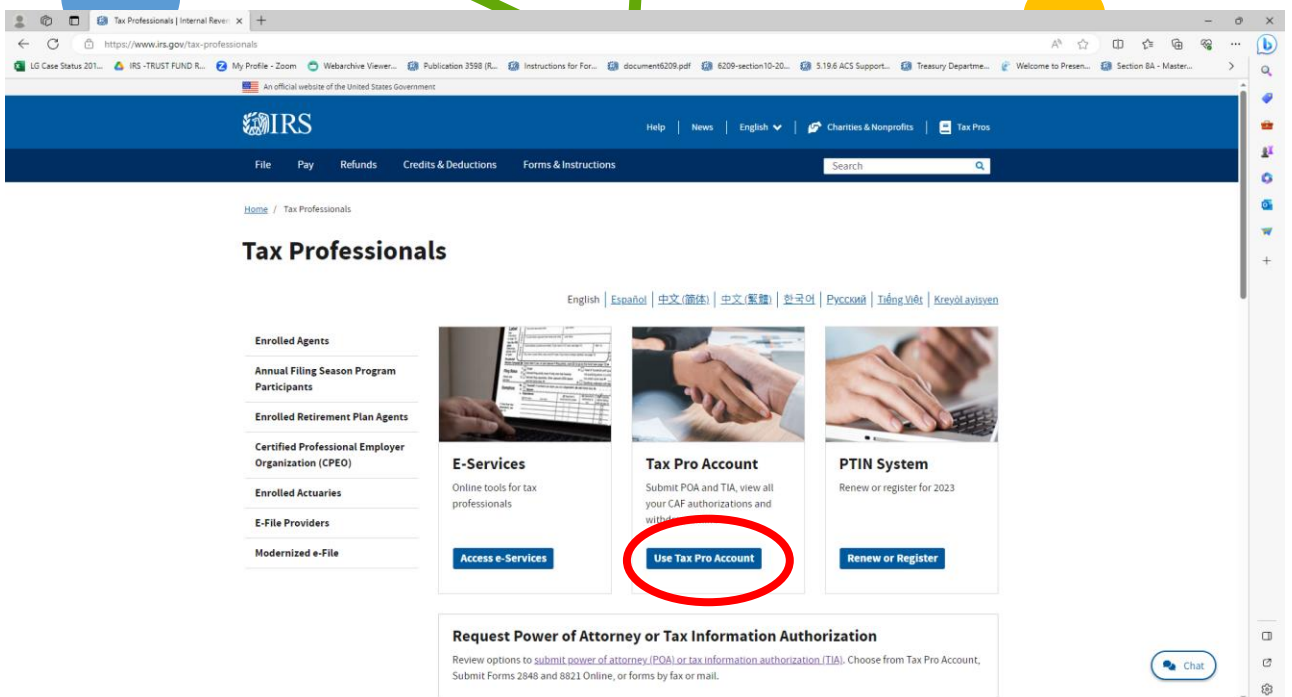 Tax Professionals | Internal Reven
https://www.irs.gov/tax-professionals
LG Case Status 201...
IRS -TRUST FUND R...
My Profile - Zoom
Webarchive Viewer...
Publication 3598 (R...
Instructions for For...
document6209.pdf
6209-section10-20...
5.19.6 ACS Support...
Treasury Departme...
Welcome to Presen...
Section 8A - Master...
An official website of the United States Government
IRS
Help | News | English | Charities & Nonprofits | Tax Pros
File Pay Refunds Credits & Deductions Forms & Instructions Search
Home / Tax Professionals
Tax Professionals
English | Español | 中文 (简体) | 中文 (繁體) | 한국어 | Русский | Tiếng Việt | Kreyòl ayisyen
Enrolled Agents
Annual Filing Season Program
Participants
Enrolled Retirement Plan Agents
Certified Professional Employer
Organization (CPEO)
Enrolled Actuaries
E-File Providers
Modernized e-File
E-Services
Online tools for tax
professionals
Access e-Services
Tax Pro Account
Submit POA and TIA, view all
your CAF authorizations and
Use Tax Pro Account
PTIN System
Renew or register for 2023
Renew or Register
Request Power of Attorney or Tax Information Authorization
Review options to submit power of attorney (POA) or tax information authorization (TIA). Choose from Tax Pro Account,
Submit Forms 2848 and 8821 Online, or forms by fax or mail.
Chat